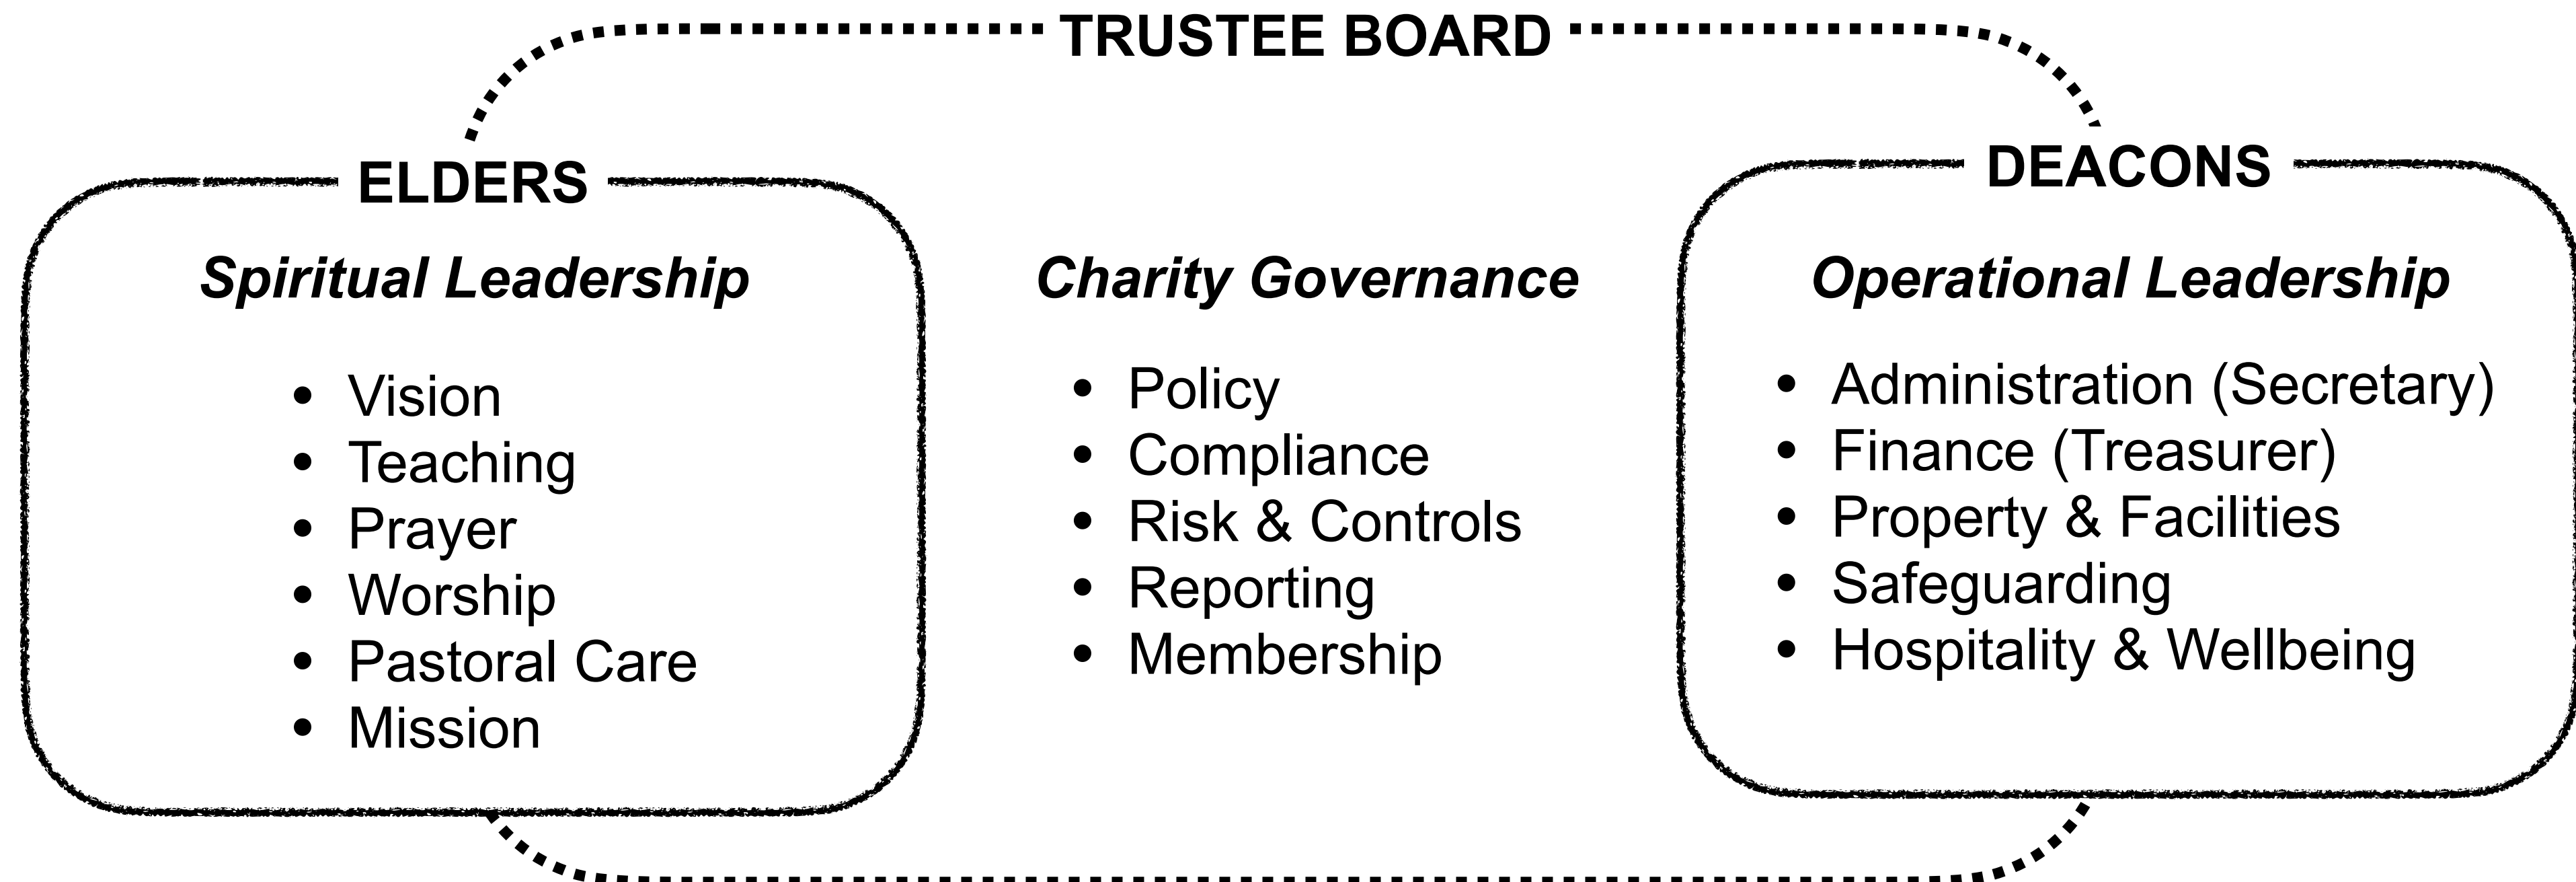 TRUSTEE BOARD
ELDERS
Spiritual Leadership
• Vision
• Teaching
• Prayer
• Worship
• Pastoral Care
• Mission
Charity Governance
• Policy
• Compliance
• Risk & Controls
• Reporting
• Membership
DEACONS
Operational Leadership
• Administration (Secretary)
• Finance (Treasurer)
• Property & Facilities
• Safeguarding
• Hospitality & Wellbeing